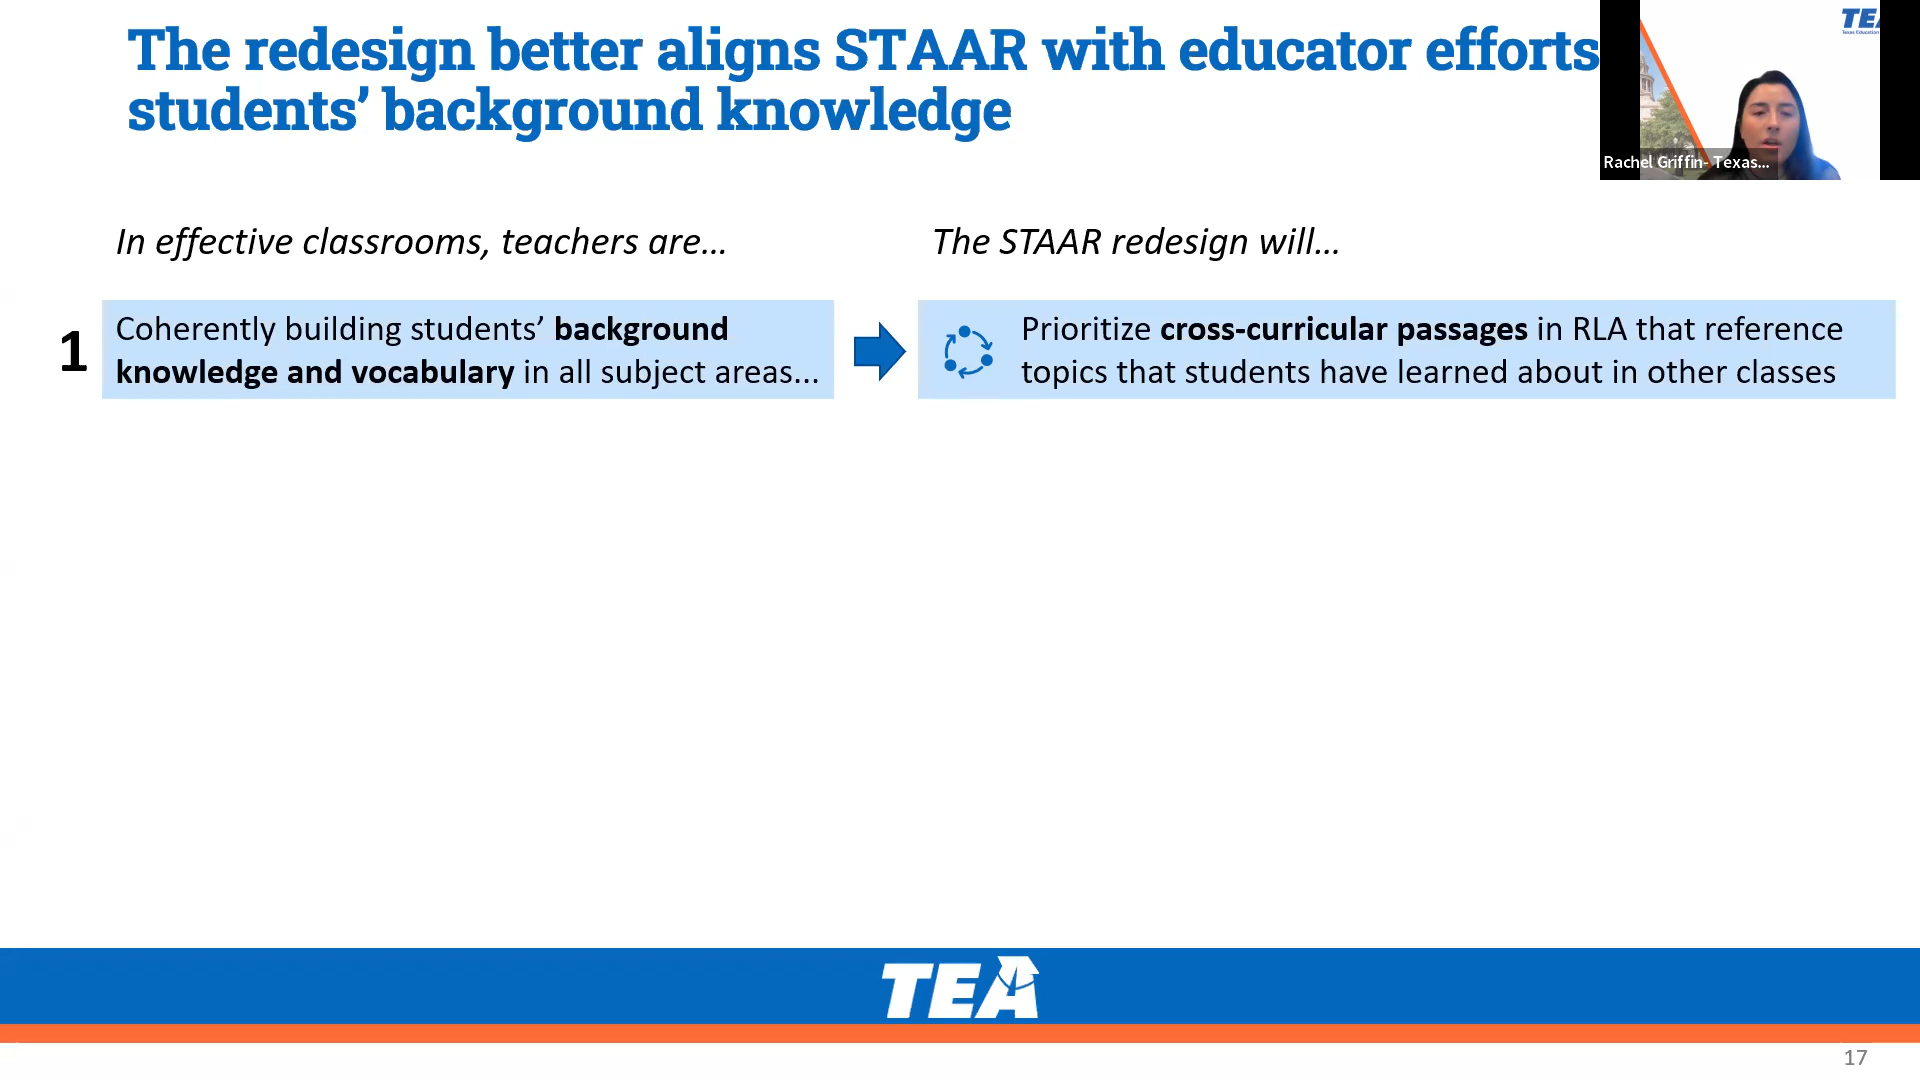 The redesign better aligns STAAR with educator efforts
students’ background knowledge
TEA
Texas Education
Rachel Griffin- Texas...
In effective classrooms, teachers are…
The STAAR redesign will…
1
Coherently building students’ background
knowledge and vocabulary in all subject areas...
Prioritize cross-curricular passages in RLA that reference
topics that students have learned about in other classes
TEA
17